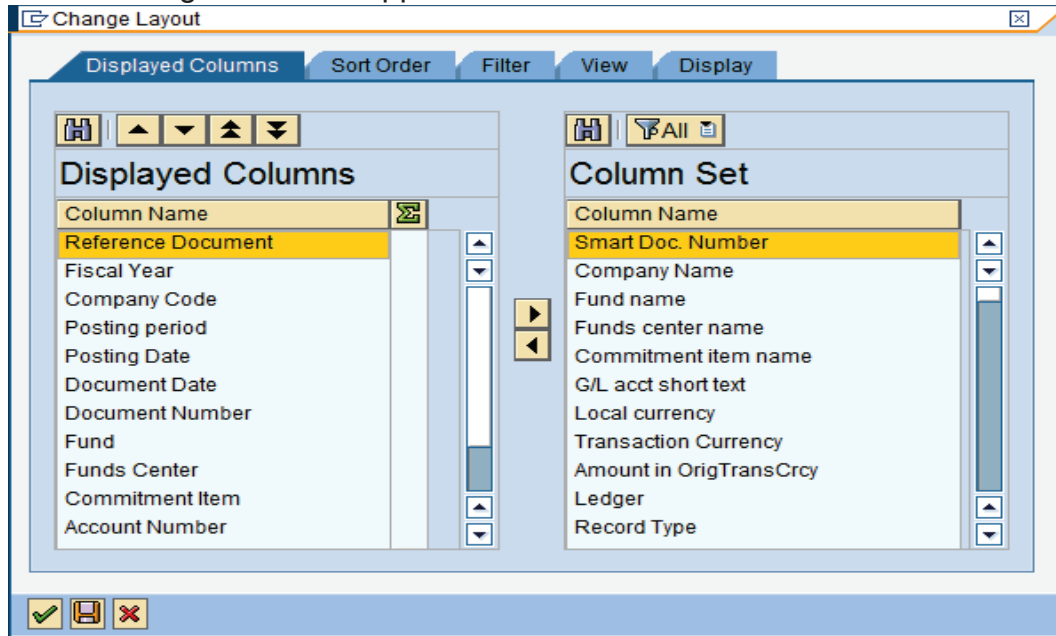 Change Layout
Displayed Columns Sort Order Filter View Display
All
Displayed Columns
Column Name
Reference Document
Fiscal Year
Company Code
Posting period
Posting Date
Document Date
Document Number
Fund
Funds Center
Commitment Item
Account Number
Column Set
Column Name
Smart Doc. Number
Company Name
Fund name
Funds center name
Commitment item name
G/L acct short text
Local currency
Transaction Currency
Amount in OrigTransCrcy
Ledger
Record Type